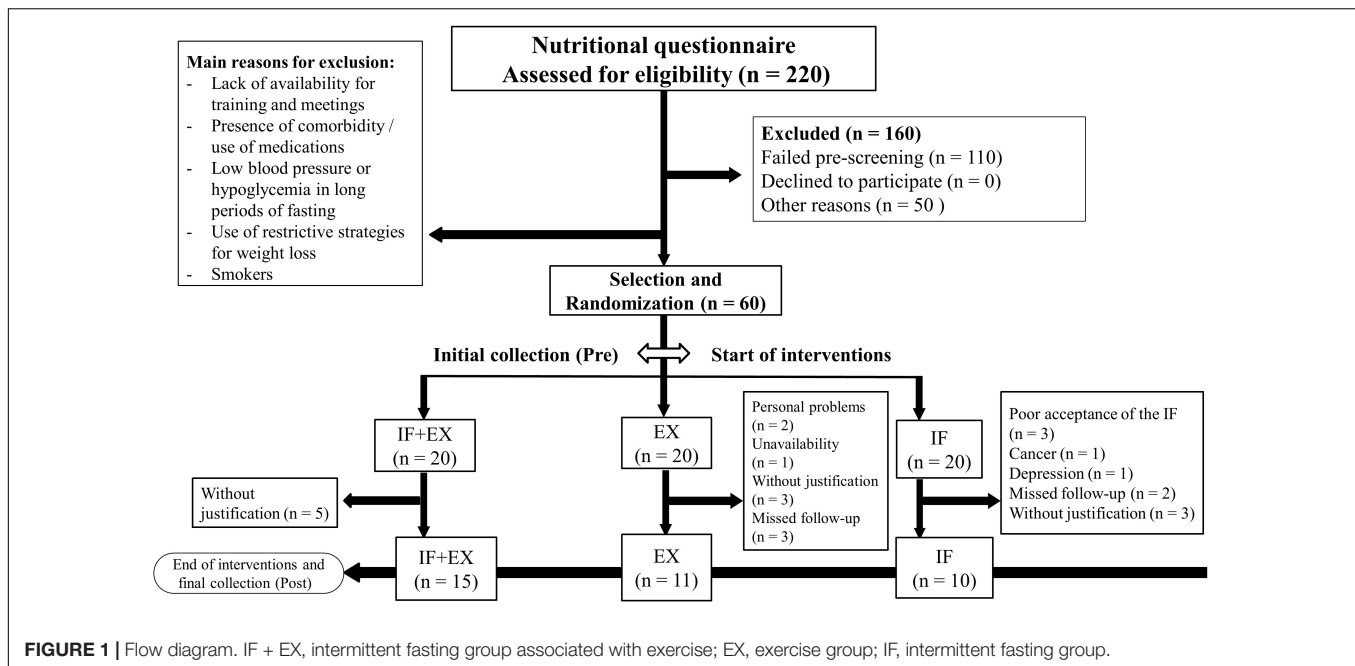 Nutritional questionnaire
Assessed for eligibility (n = 220)
Main reasons for exclusion:
- Lack of availability for
training and meetings
- Presence of comorbidity /
use of medications
- Low blood pressure or
hypoglycemia in long
periods of fasting
- Use of restrictive strategies
for weight loss
- Smokers
Excluded (n = 160)
Failed pre-screening (n = 110)
Declined to participate (n = 0)
Other reasons (n = 50 )
Selection and
Randomization (n = 60)
Initial collection (Pre)
Start of interventions
IF+EX
(n = 20)
EX
(n = 20)
Personal problems
(n = 2)
Unavailability
(n = 1)
Without justification
(n = 3)
Missed follow-up
(n = 3)
IF
(n = 20)
Poor acceptance of the IF
(n = 3)
Cancer (n = 1)
Depression (n = 1)
Missed follow-up (n = 2)
Without justification (n = 3)
Without
justification (n = 5)
End of interventions and
final collection (Post)
IF+EX
(n = 15)
EX
(n = 11)
IF
(n = 10)
FIGURE 1 | Flow diagram. IF + EX, intermittent fasting group associated with exercise; EX, exercise group; IF, intermittent fasting group.